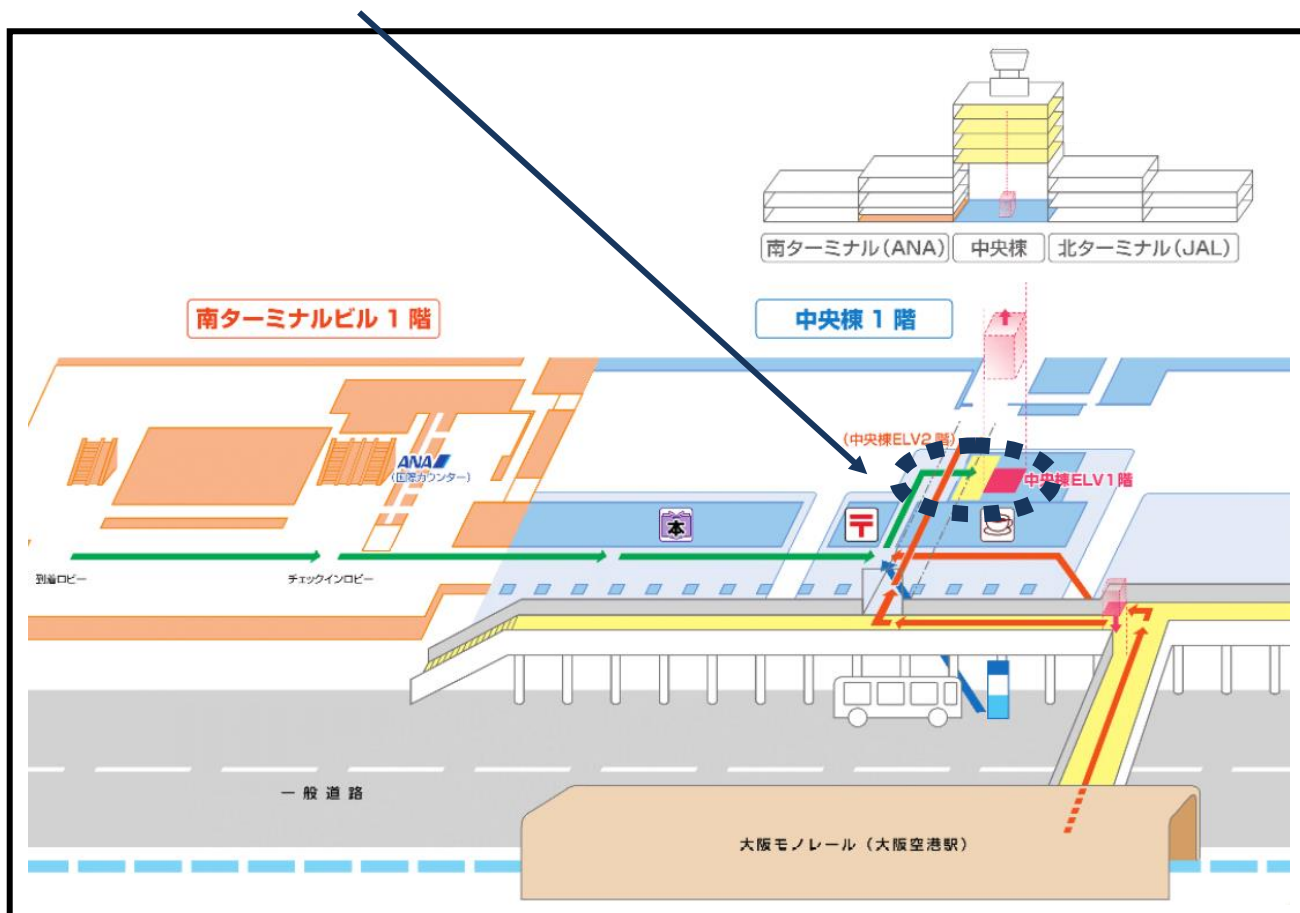 南ターミナル(ANA)
中央棟
北ターミナル(JAL)
南ターミナルビル 1 階
中央棟 1 階
(中央棟ELV2 階)
ANA
(国際カウンター)
中央棟ELV1階
本
〒
到着ロビー
チェックインロビー
一 般 道 路
大阪モノレール(大阪空港駅)